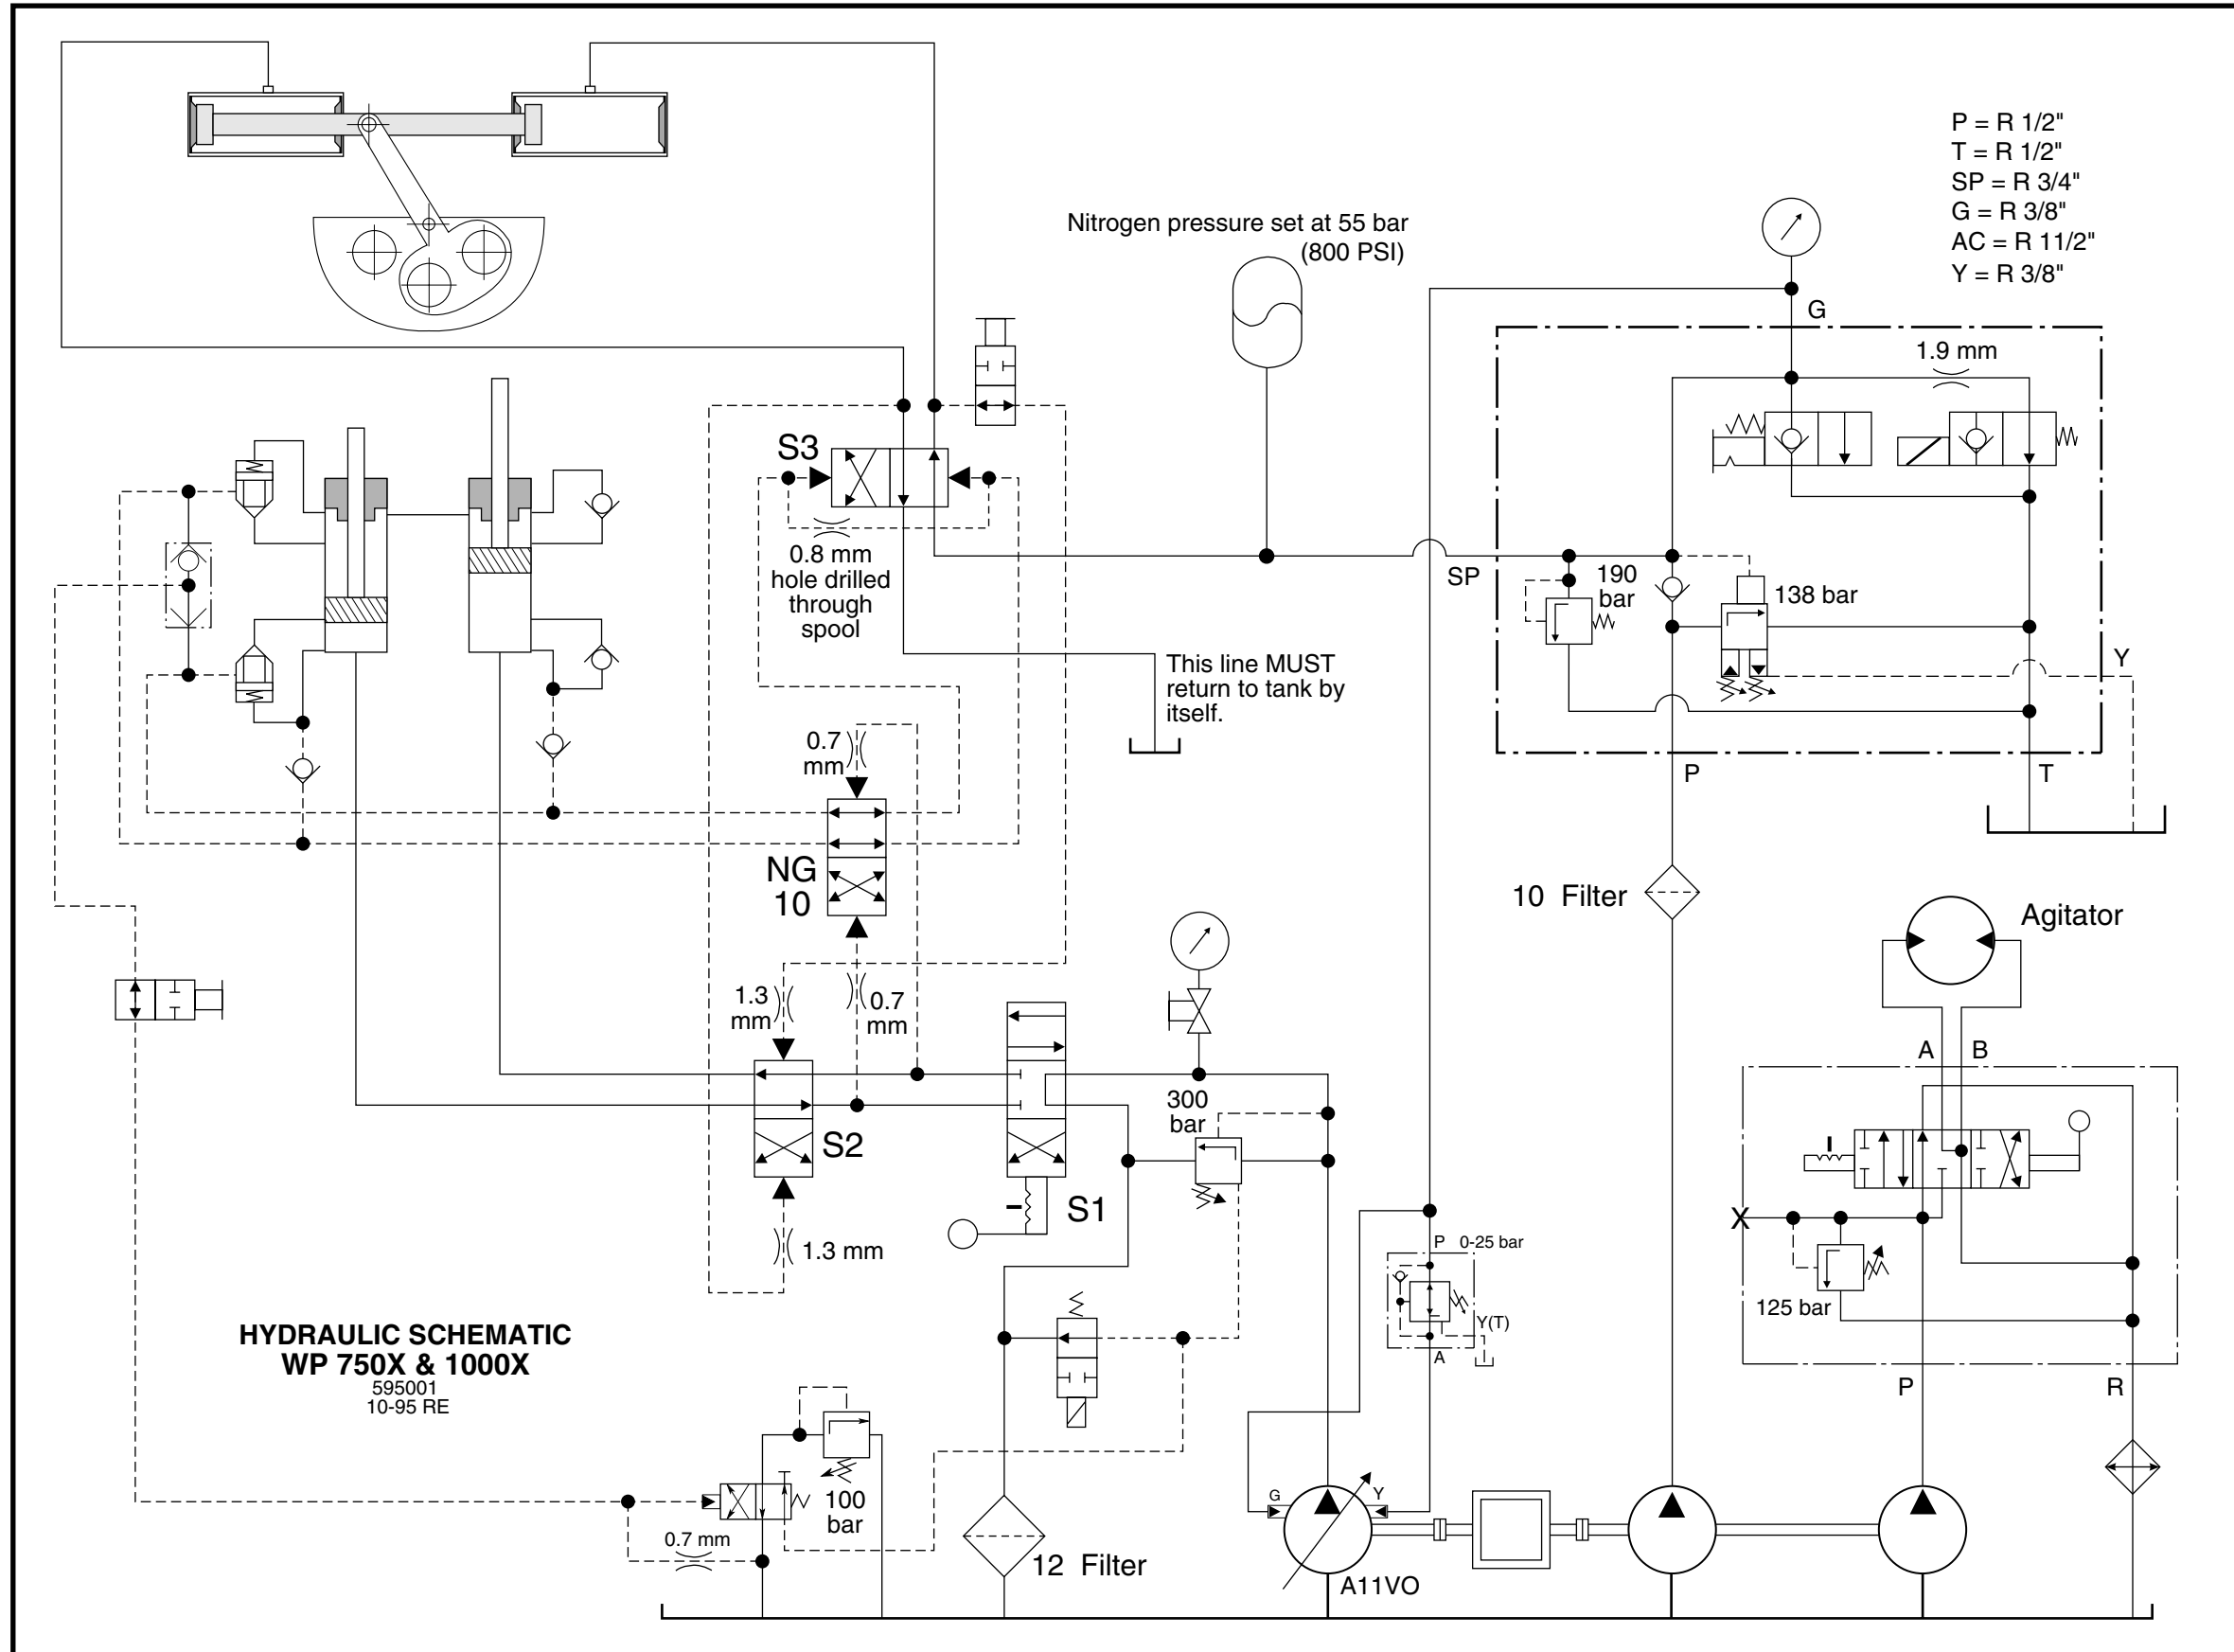 P = R 1/2"
T = R 1/2"
SP = R 3/4"
G = R 3/8"
AC = R 11/2"
Y = R 3/8"
Nitrogen pressure set at 55 bar
(800 PSI)
G
1.9 mm
S3
0.8 mm
hole drilled
through
spool
SP
190
bar
138 bar
This line MUST
return to tank by
itself.
Y
0.7
mm
P
T
NG
10
10 Filter
Agitator
1.3
mm
0.7
mm
A
B
300
bar
S2
S1
X
1.3 mm
P
0-25 bar
125 bar
Y(T)
A
HYDRAULIC SCHEMATIC
WP 750X & 1000X
595001
10-95 RE
P
R
100
bar
G
Y
0.7 mm
12 Filter
A11VO